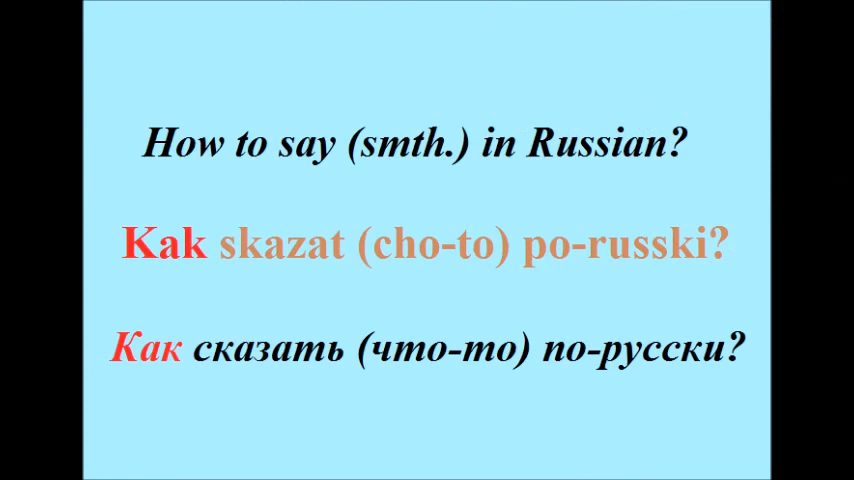 How to say (smth.) in Russian?
Kak skazat (cho-to) po-russki?
Как сказать (что-то) по-русски?